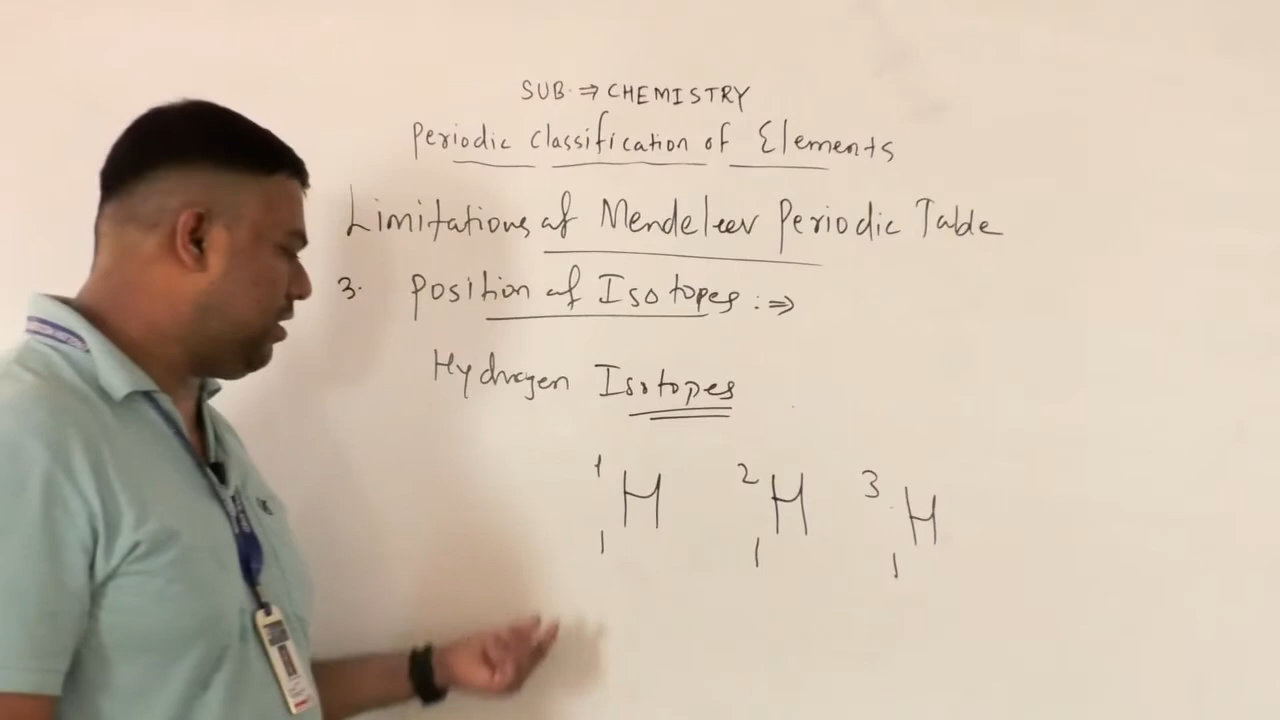 SUB. ⇒ CHEMISTRY
Periodic Classification of Elements
Limitations of Mendeleev Periodic Table
3. Position of Isotopes : ⇒
Hydrogen Isotopes
¹₁H ²₁H ³₁H